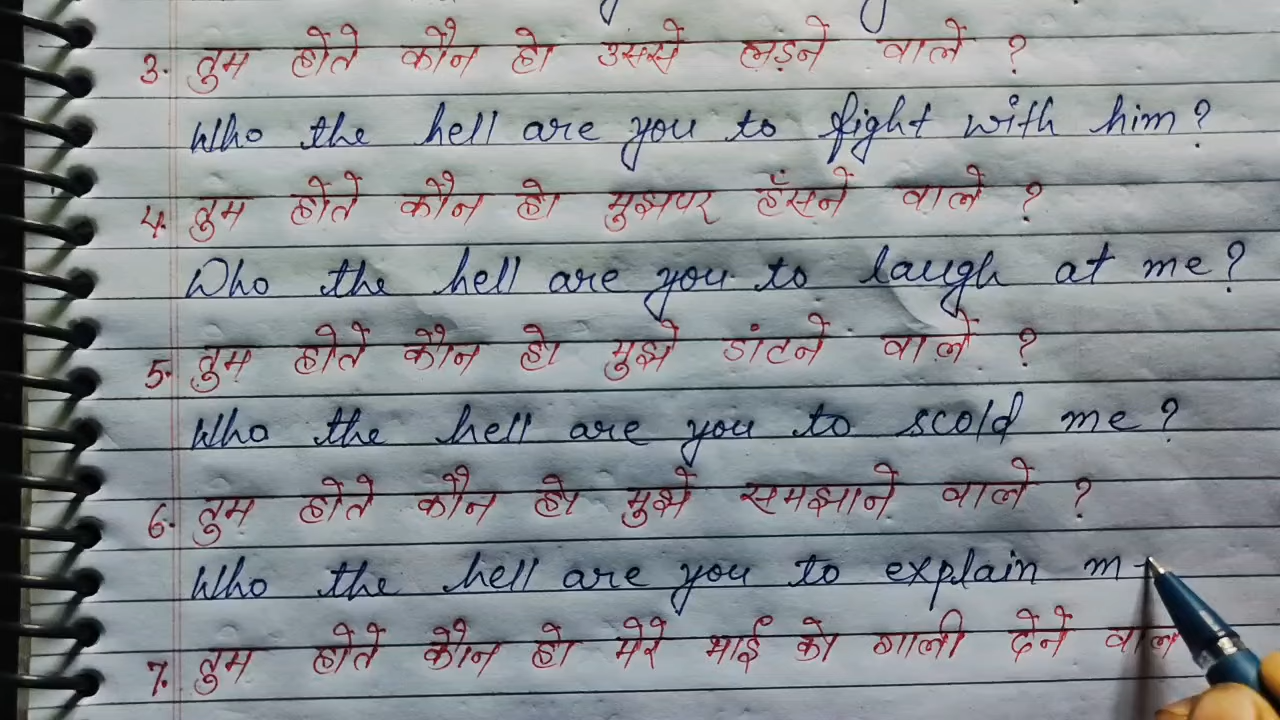 3. तुम होते कौन हो उससे लड़ने वाले ?
Who the hell are you to fight with him?
4. तुम होते कौन हो मुझपर हँसने वाले ?
Who the hell are you to laugh at me?
5. तुम होते कौन हो मुझे डांटने वाले ?
Who the hell are you to scold me?
6. तुम होते कौन हो मुझे समझाने वाले ?
Who the hell are you to explain m
7. तुम होते कौन हो मेरे भाई को गाली देने वाल